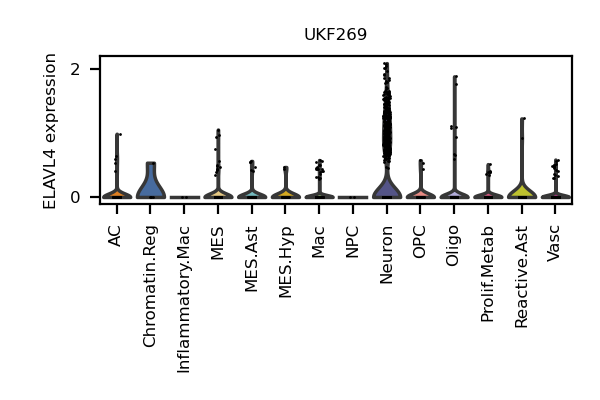 UKF269
ELAVL4 expression
2
0
AC
Chromatin.Reg
Inflammatory.Mac
MES
MES.Ast
MES.Hyp
Mac
NPC
Neuron
OPC
Oligo
Prolif.Metab
Reactive.Ast
Vasc